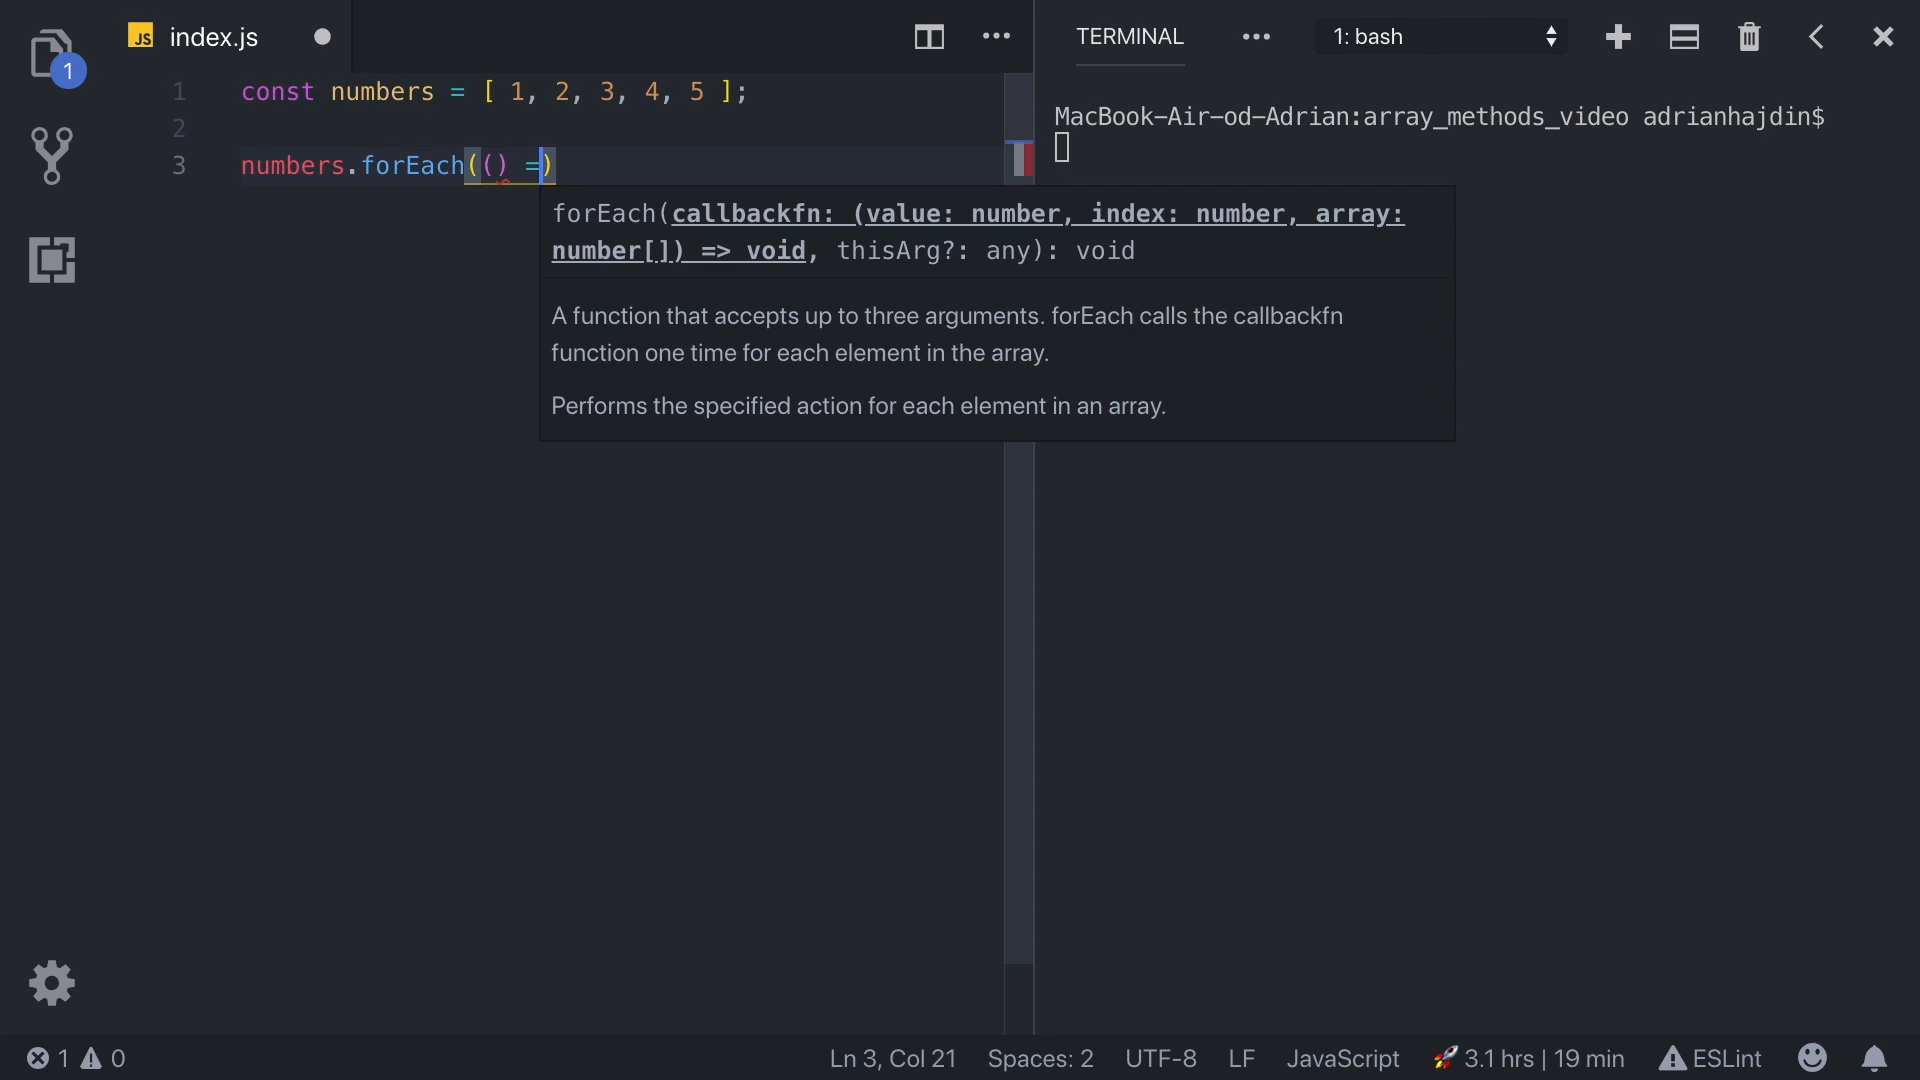 JS index.js
TERMINAL
1: bash
1
1 const numbers = [ 1, 2, 3, 4, 5 ];
2
3 numbers.forEach(() =)
MacBook-Air-od-Adrian:array_methods_video adrianhajdin$
forEach(callbackfn: (value: number, index: number, array:
number[]) => void, thisArg?: any): void
A function that accepts up to three arguments. forEach calls the callbackfn
function one time for each element in the array.
Performs the specified action for each element in an array.
1 0 Ln 3, Col 21 Spaces: 2 UTF-8 LF JavaScript 🚀 3.1 hrs | 19 min ESLint